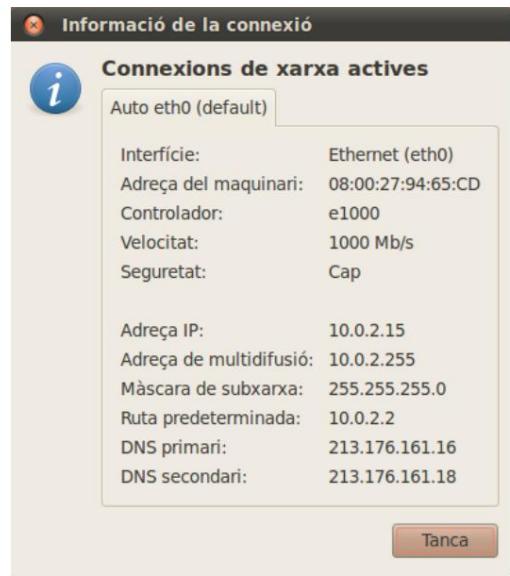 Informació de la connexió
Connexions de xarxa actives
Auto eth0 (default)
Interfície: Ethernet (eth0)
Adreça del maquinari: 08:00:27:94:65:CD
Controlador: e1000
Velocitat: 1000 Mb/s
Seguretat: Cap
Adreça IP: 10.0.2.15
Adreça de multidifusió: 10.0.2.255
Màscara de subxarxa: 255.255.255.0
Ruta predeterminada: 10.0.2.2
DNS primari: 213.176.161.16
DNS secondari: 213.176.161.18
Tanca